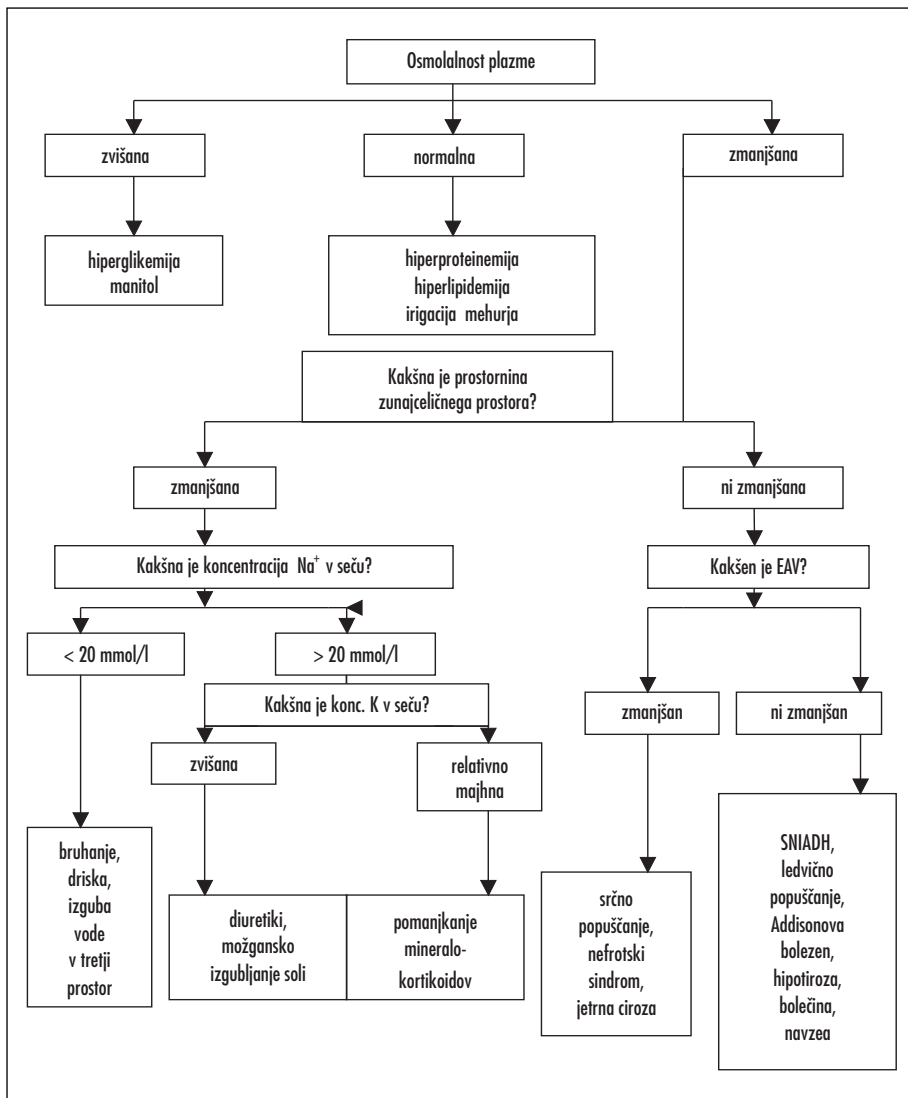 Osmolalnost plazme
zvišana
normalna
zmanjšana
hiperglikemija
manitol
hiperproteinemija
hiperlipidemija
irigacija mehurja
Kakšna je prostornina
zunajceličnega prostora?
zmanjšana
ni zmanjšana
Kakšna je koncentracija Na⁺ v seču?
Kakšen je EAV?
< 20 mmol/l
> 20 mmol/l
Kakšna je konc. K v seču?
zmanjšan
ni zmanjšan
zvišana
relativno
majhna
bruhanje,
driska,
izguba
vode
v tretji
prostor
diuretiki,
možgansko
izgubljanje soli
pomanjkanje
mineralo-
kortikoidov
srčno
popuščanje,
nefrotski
sindrom,
jetrna ciroza
SNIADH,
ledvično
popuščanje,
Addisonova
bolezen,
hipotiroza,
bolečina,
navzea